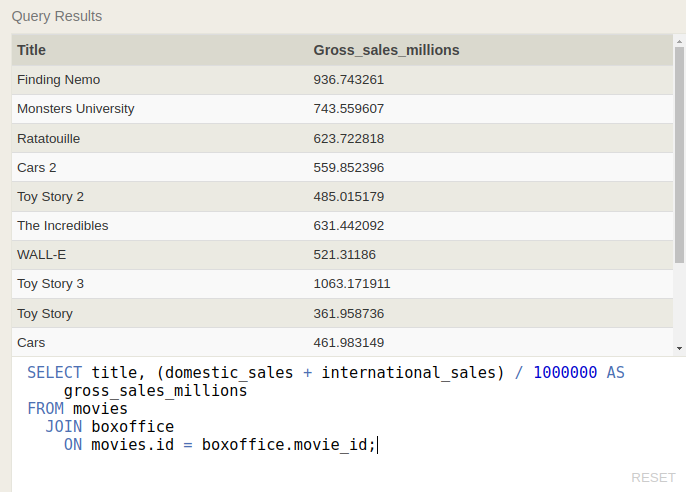 Query Results
Title Gross_sales_millions
Finding Nemo 936.743261
Monsters University 743.559607
Ratatouille 623.722818
Cars 2 559.852396
Toy Story 2 485.015179
The Incredibles 631.442092
WALL-E 521.31186
Toy Story 3 1063.171911
Toy Story 361.958736
Cars 461.983149
SELECT title, (domestic_sales + international_sales) / 1000000 AS
gross_sales_millions
FROM movies
JOIN boxoffice
ON movies.id = boxoffice.movie_id;
RESET